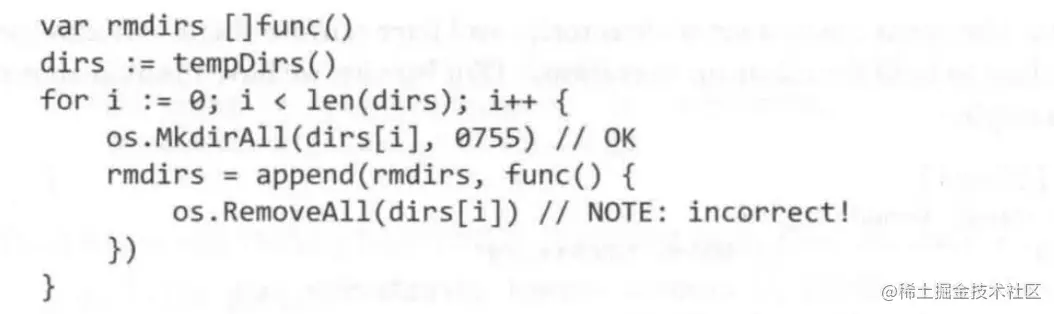 var rmdirs []func()
dirs := tempDirs()
for i := 0; i < len(dirs); i++ {
    os.MkdirAll(dirs[i], 0755) // OK
    rmdirs = append(rmdirs, func() {
        os.RemoveAll(dirs[i]) // NOTE: incorrect!
    })
}
@稀土掘金技术社区